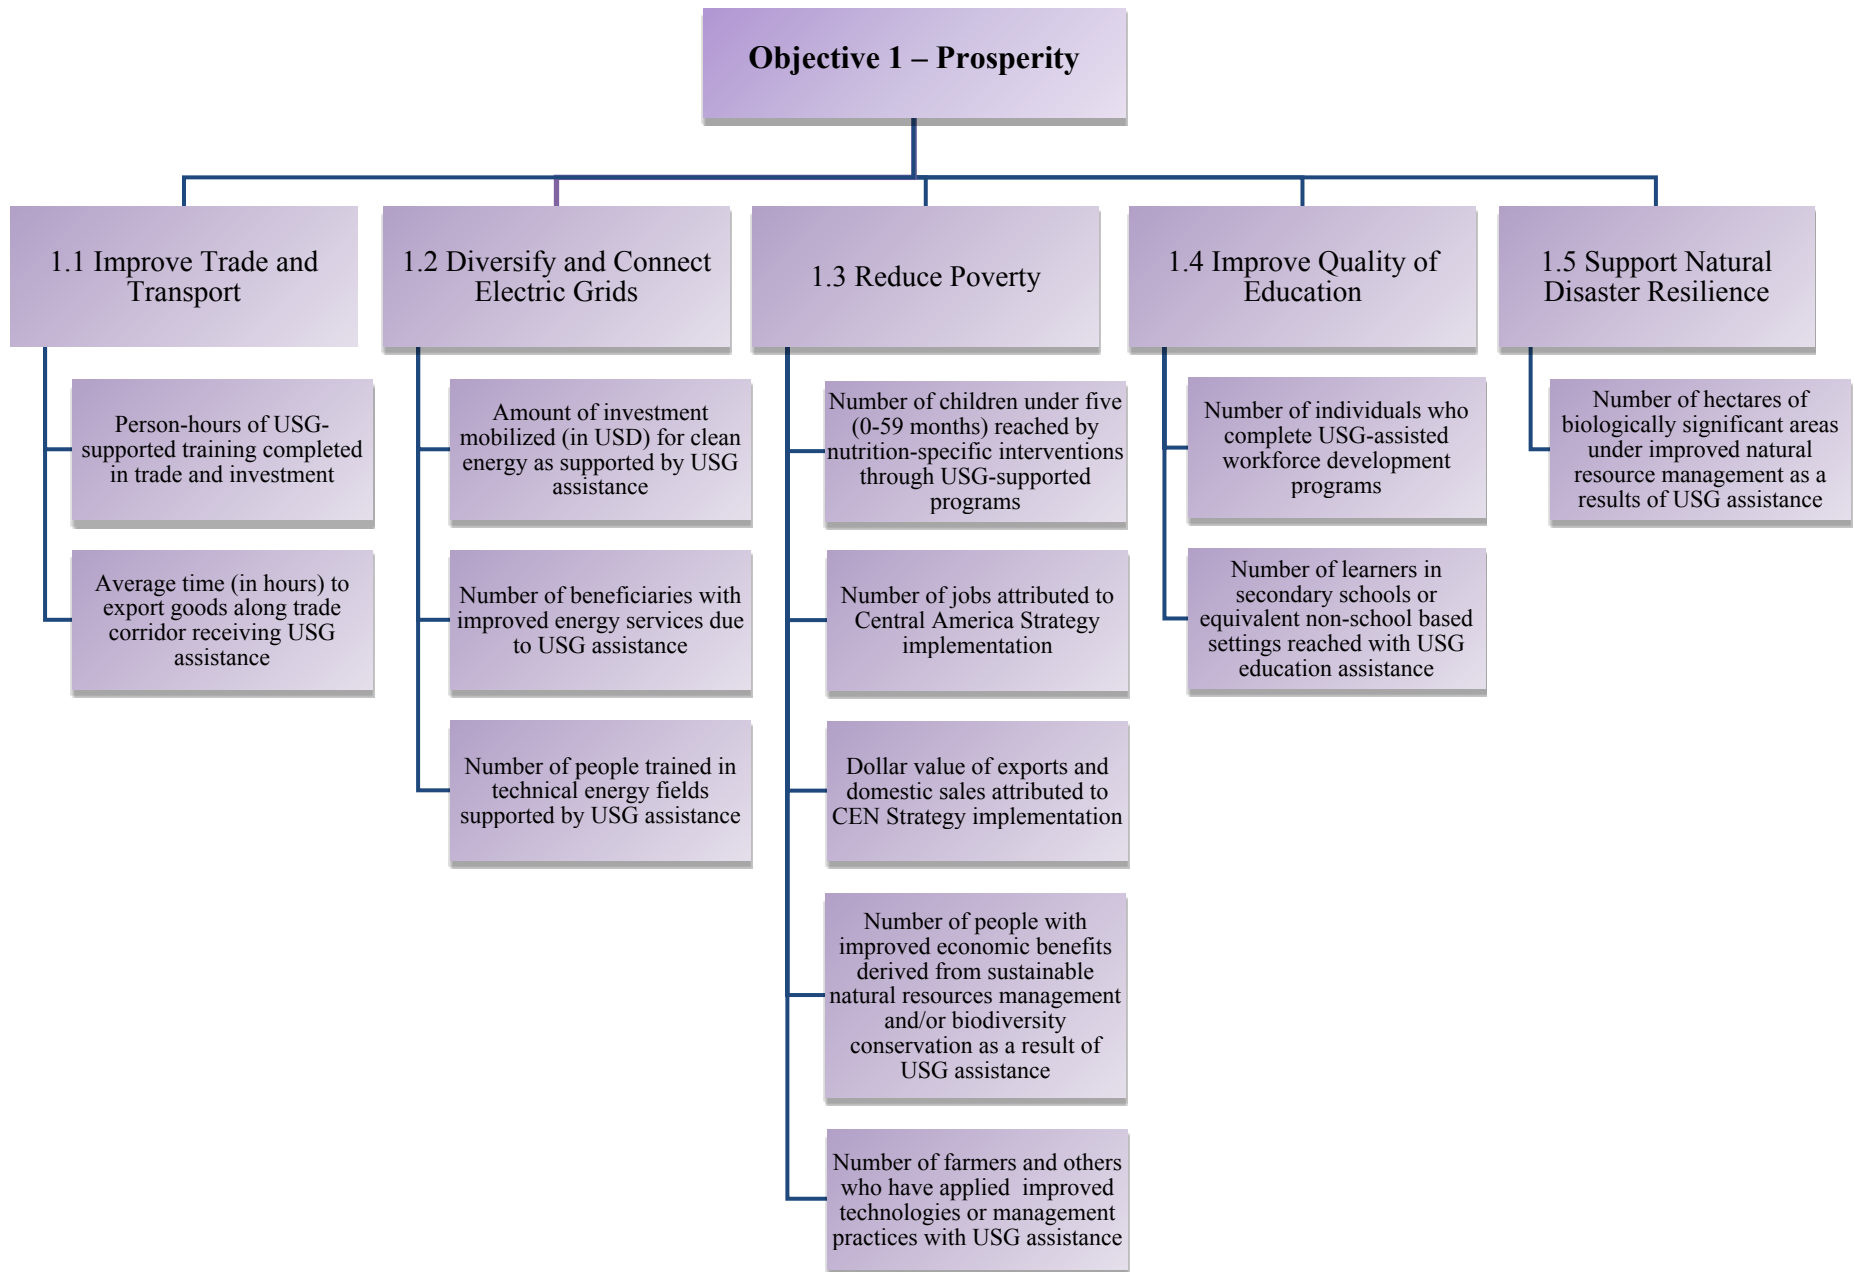 Objective 1 – Prosperity
1.1 Improve Trade and
Transport
Person-hours of USG-
supported training completed
in trade and investment
Average time (in hours) to
export goods along trade
corridor receiving USG
assistance
1.2 Diversify and Connect
Electric Grids
Amount of investment
mobilized (in USD) for clean
energy as supported by USG
assistance
Number of beneficiaries with
improved energy services due
to USG assistance
Number of people trained in
technical energy fields
supported by USG assistance
1.3 Reduce Poverty
Number of children under five
(0-59 months) reached by
nutrition-specific interventions
through USG-supported
programs
Number of jobs attributed to
Central America Strategy
implementation
Dollar value of exports and
domestic sales attributed to
CEN Strategy implementation
Number of people with
improved economic benefits
derived from sustainable
natural resources management
and/or biodiversity
conservation as a result of
USG assistance
Number of farmers and others
who have applied  improved
technologies or management
practices with USG assistance
1.4 Improve Quality of
Education
Number of individuals who
complete USG-assisted
workforce development
programs
Number of learners in
secondary schools or
equivalent non-school based
settings reached with USG
education assistance
1.5 Support Natural
Disaster Resilience
Number of hectares of
biologically significant areas
under improved natural
resource management as a
results of USG assistance